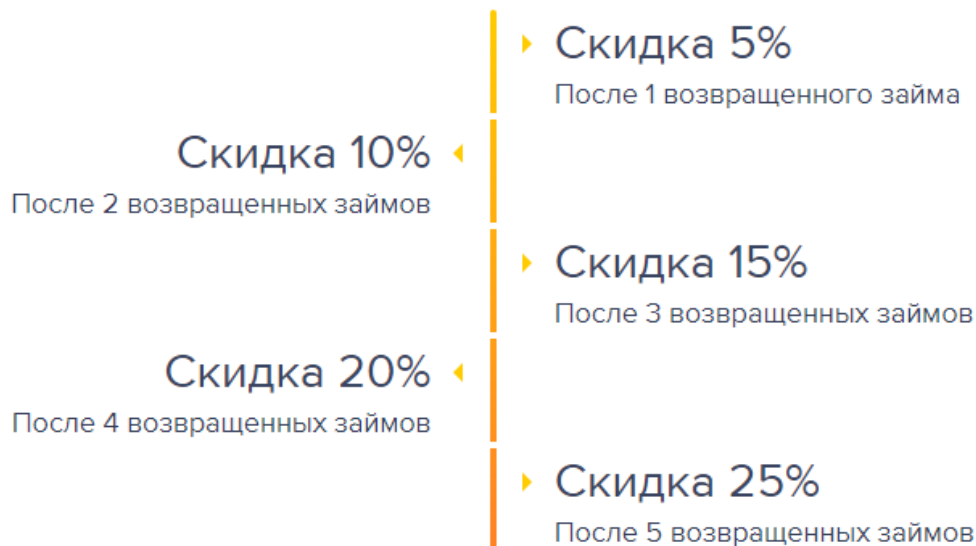 Скидка 5%
После 1 возвращенного займа
Скидка 10%
После 2 возвращенных займов
Скидка 15%
После 3 возвращенных займов
Скидка 20%
После 4 возвращенных займов
Скидка 25%
После 5 возвращенных займов